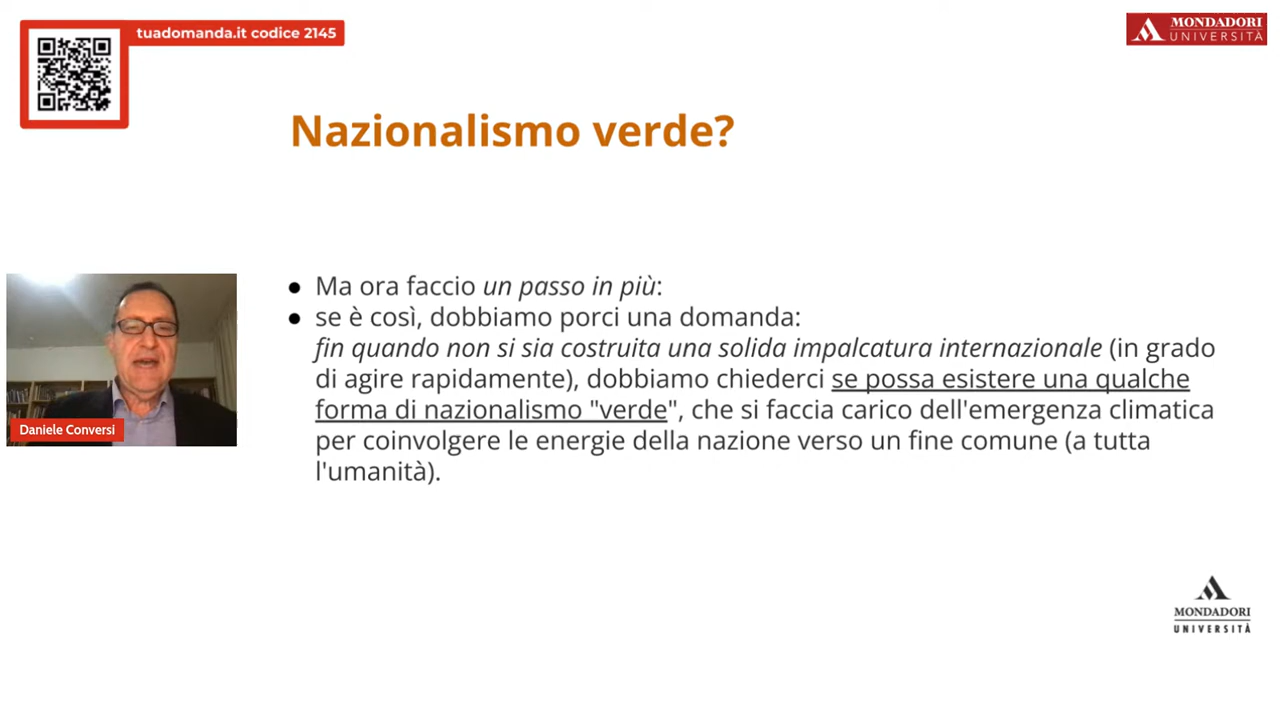 tuadomanda.it codice 2145
MONDADORI
UNIVERSITÀ
Nazionalismo verde?
● Ma ora faccio un passo in più:
● se è così, dobbiamo porci una domanda:
fin quando non si sia costruita una solida impalcatura internazionale (in grado
di agire rapidamente), dobbiamo chiederci se possa esistere una qualche
forma di nazionalismo "verde", che si faccia carico dell'emergenza climatica
per coinvolgere le energie della nazione verso un fine comune (a tutta
l'umanità).
Daniele Conversi
MONDADORI
UNIVERSITÀ